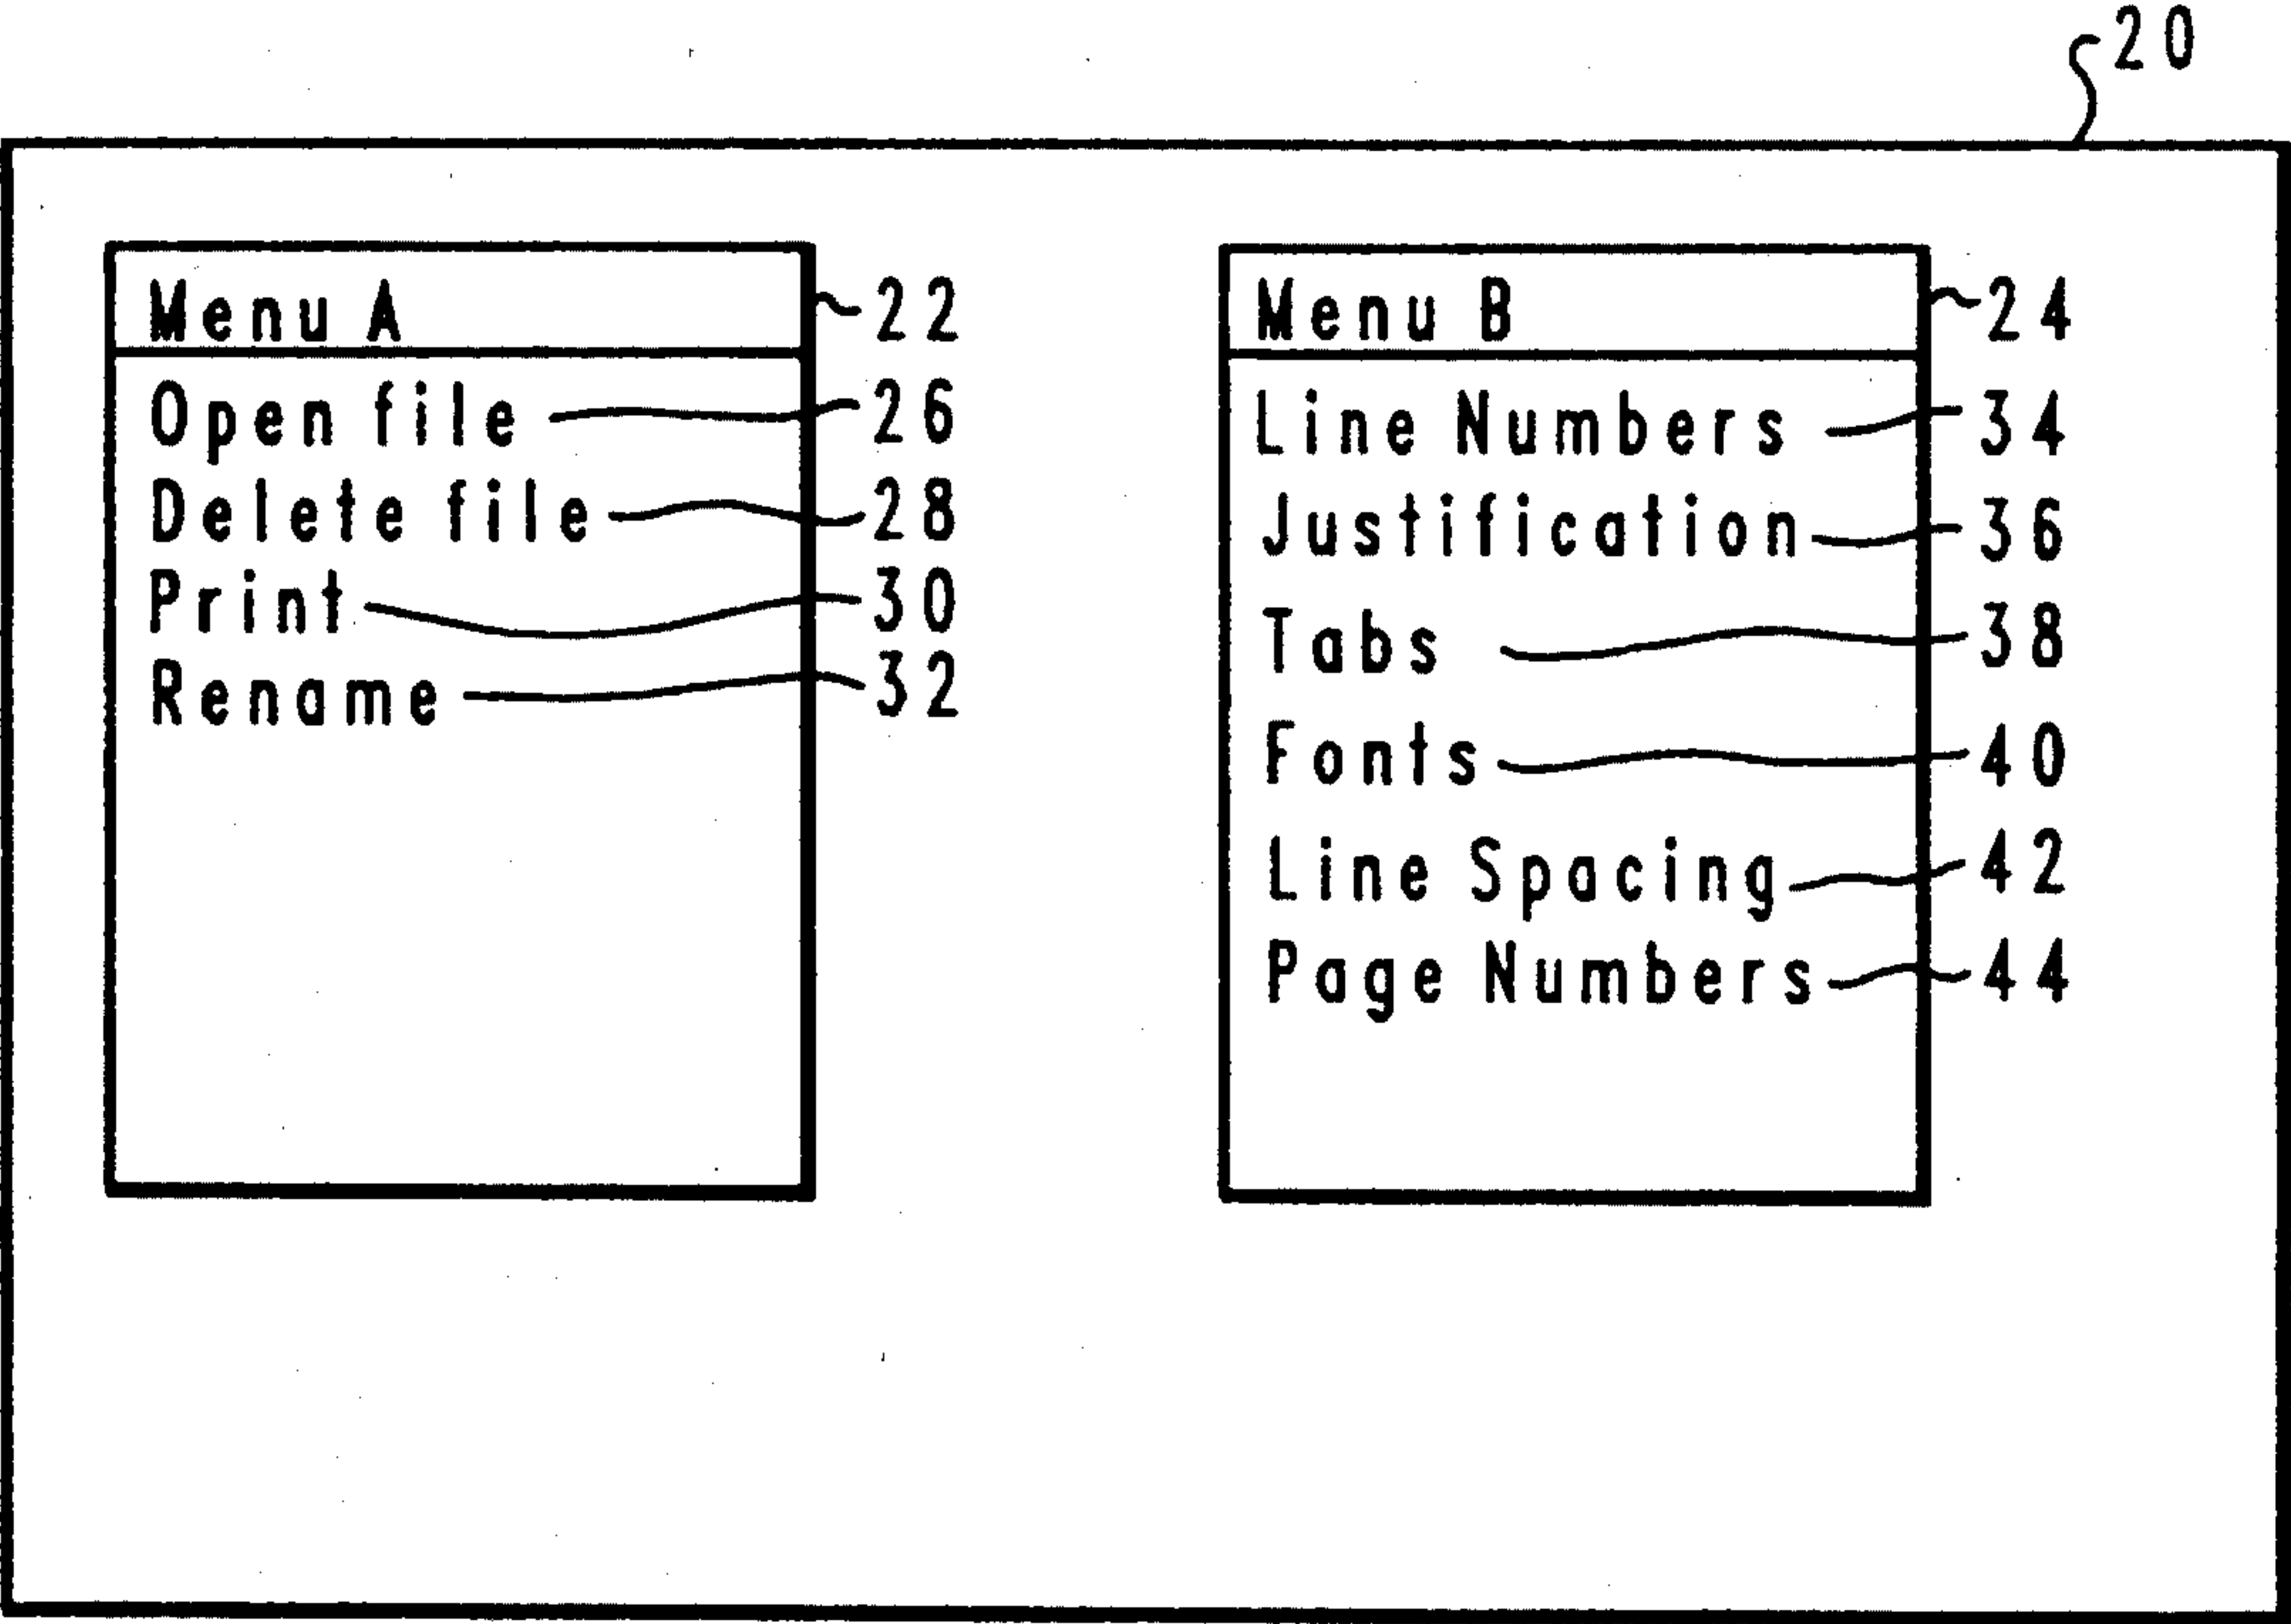 20
Menu A 22
Open file 26
Delete file 28
Print 30
Rename 32
Menu B 24
Line Numbers 34
Justification 36
Tabs 38
Fonts 40
Line Spacing 42
Page Numbers 44